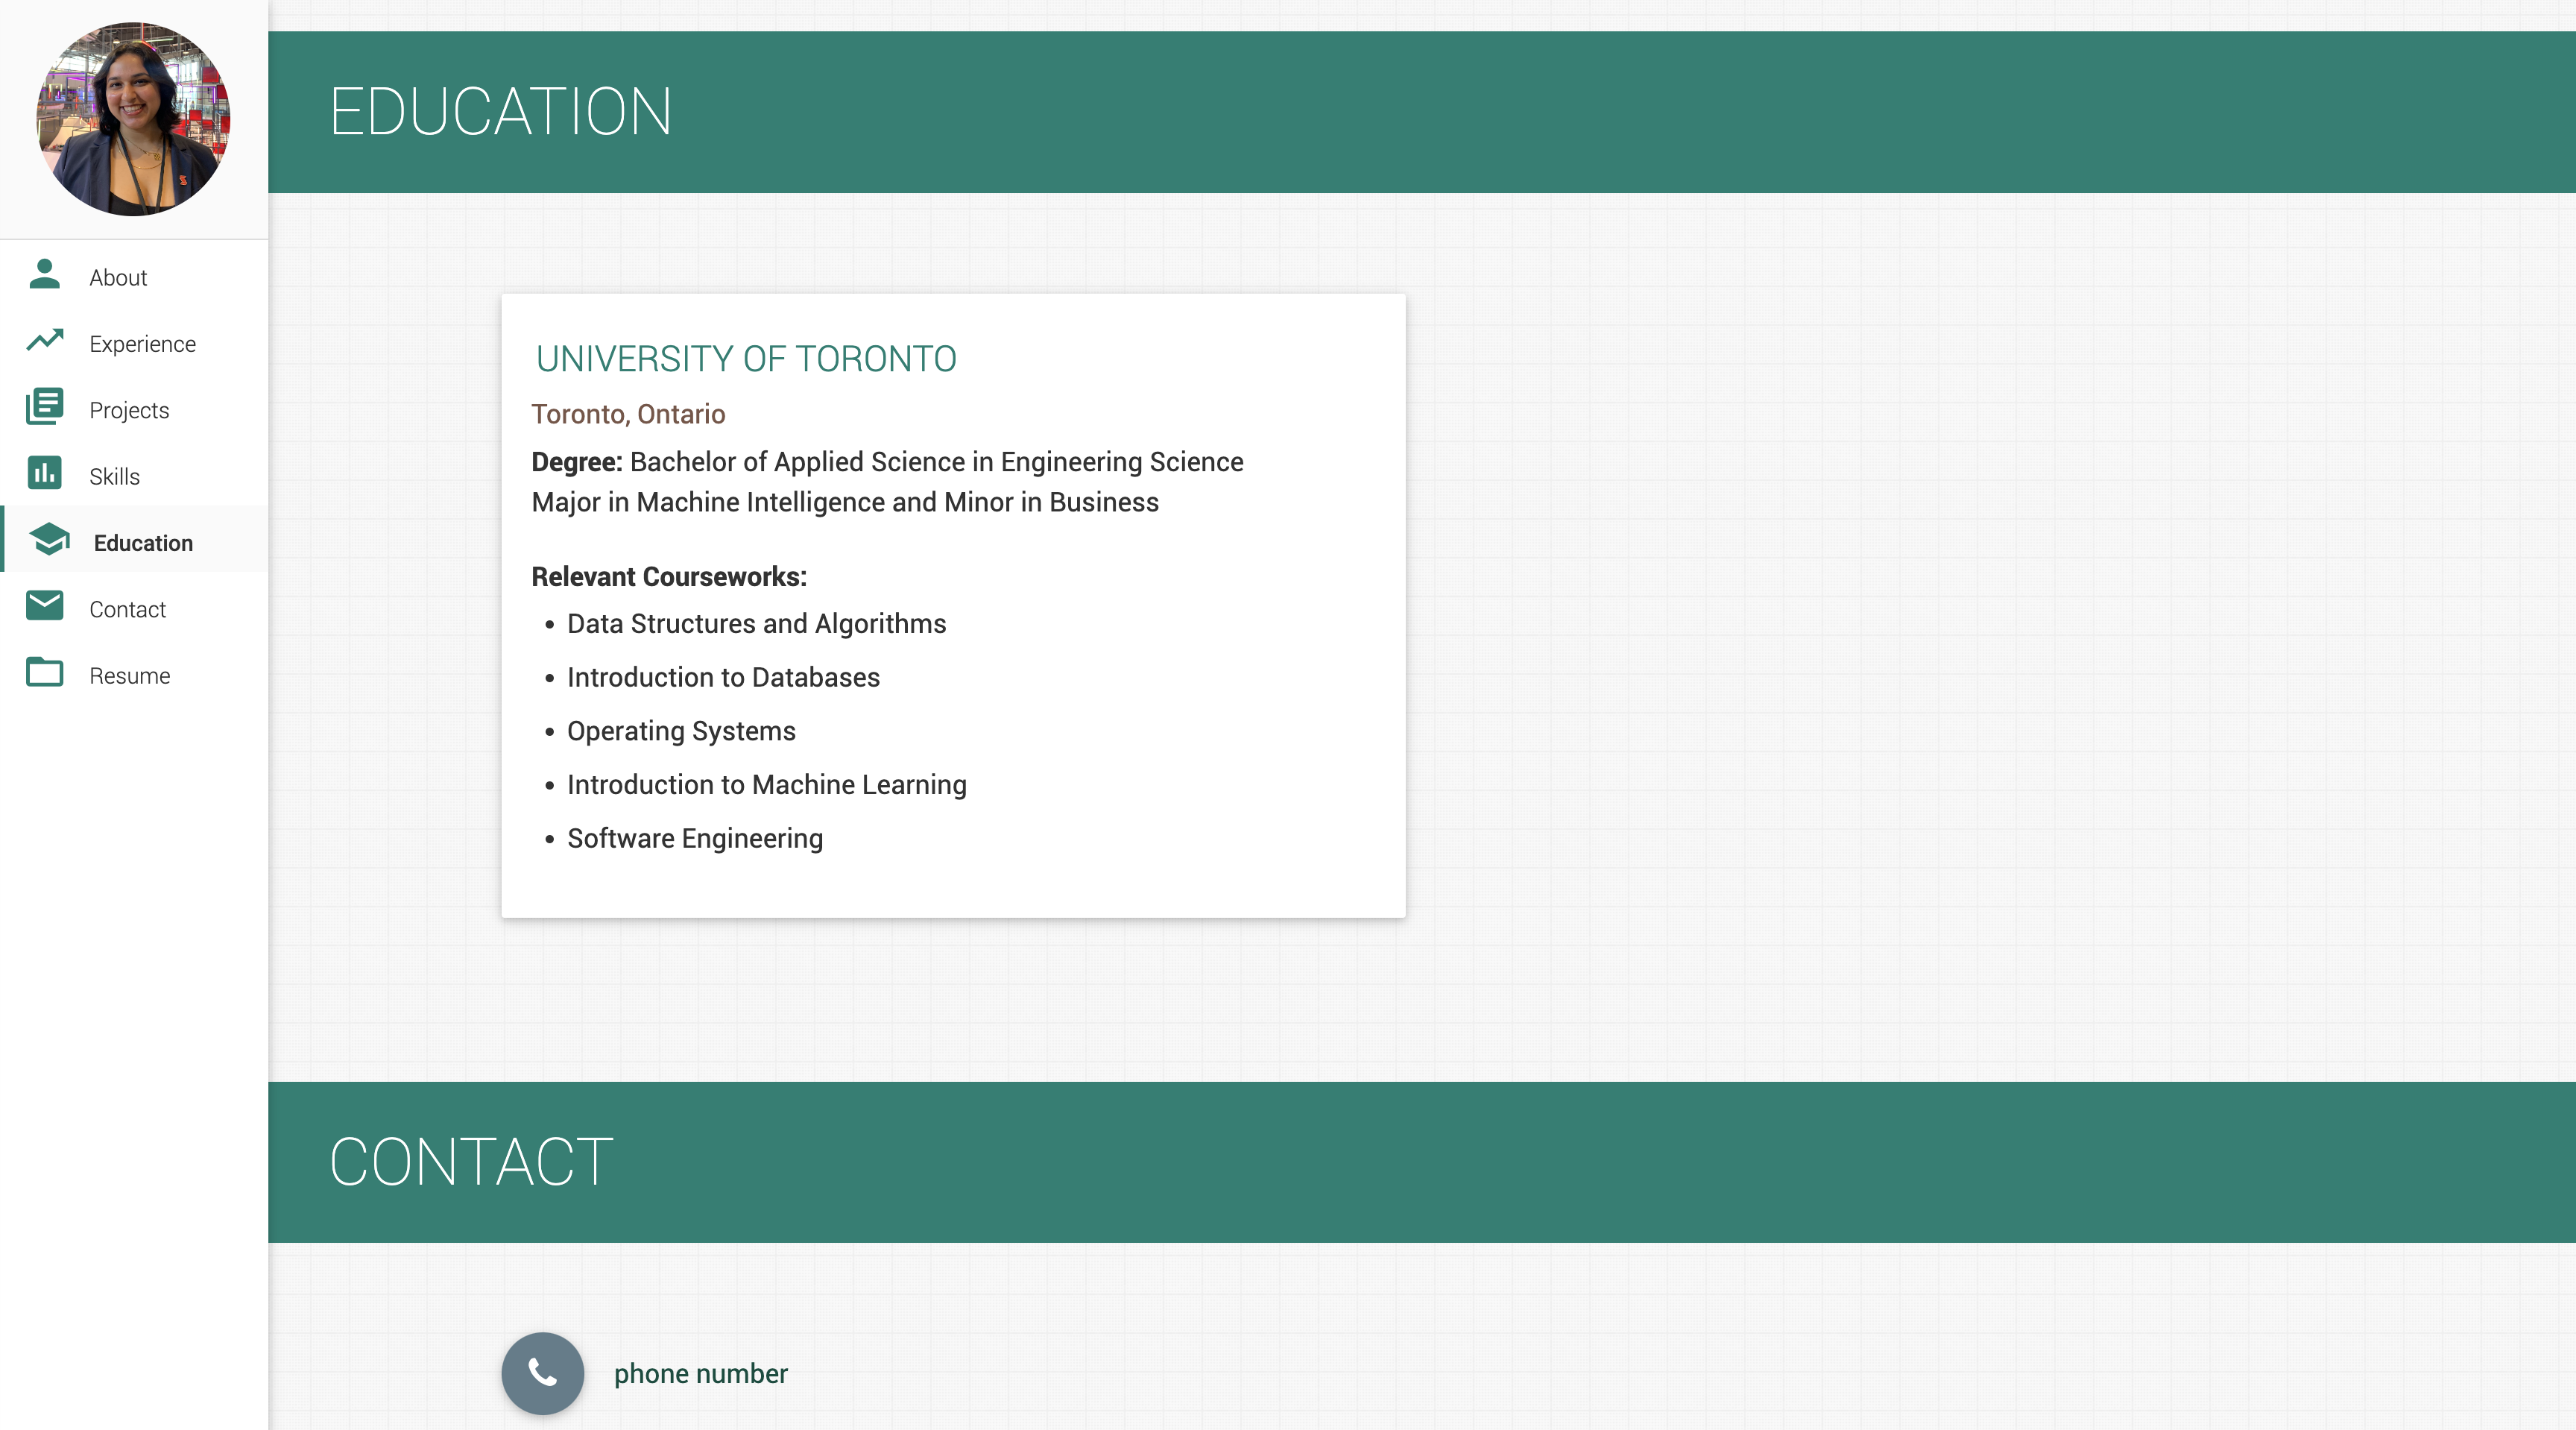 About
Experience
Projects
Skills
Education
Contact
Resume
EDUCATION
UNIVERSITY OF TORONTO
Toronto, Ontario
Degree: Bachelor of Applied Science in Engineering Science
Major in Machine Intelligence and Minor in Business
Relevant Courseworks:
• Data Structures and Algorithms
• Introduction to Databases
• Operating Systems
• Introduction to Machine Learning
• Software Engineering
CONTACT
phone number